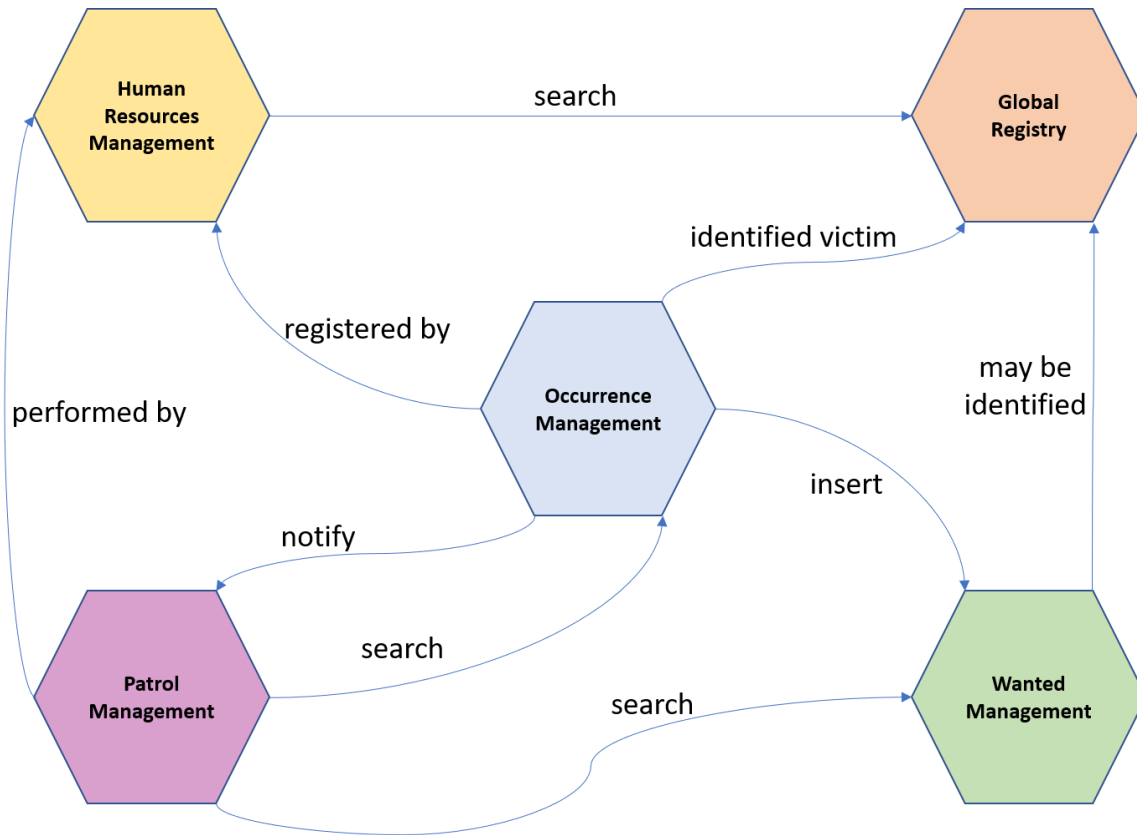 Human
Resources
Management
search
Global
Registry
identified victim
registered by
may be
identified
performed by
Occurrence
Management
insert
notify
search
Patrol
Management
search
Wanted
Management